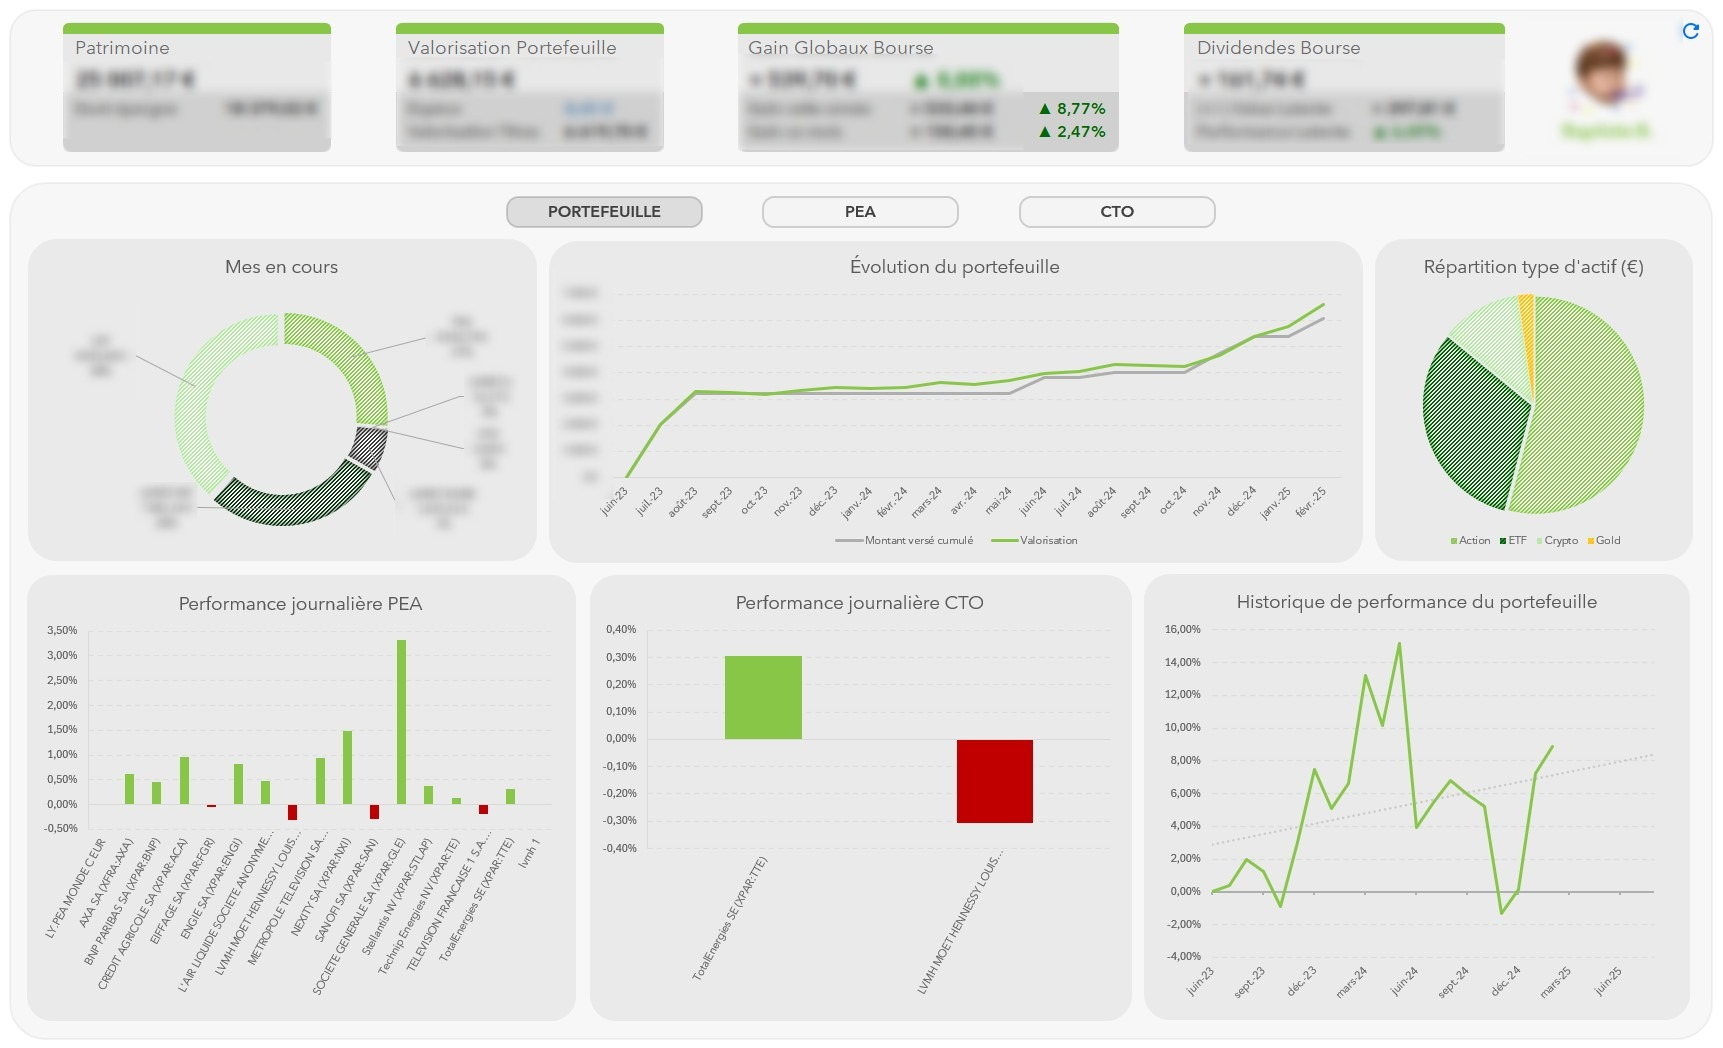 Patrimoine
Valorisation Portefeuille
Gain Globaux Bourse
▲ 8,77%
▲ 2,47%
Dividendes Bourse
PORTEFEUILLE
PEA
CTO
Mes en cours
Évolution du portefeuille
juin-23
juil.-23
août-23
sept.-23
oct.-23
nov.-23
déc.-23
janv.-24
févr.-24
mars-24
avr.-24
mai-24
juin-24
juil.-24
août-24
sept.-24
oct.-24
nov.-24
déc.-24
janv.-25
févr.-25
Montant versé cumulé
Valorisation
Répartition type d'actif (€)
Action
ETF
Crypto
Gold
Performance journalière PEA
3,50%
3,00%
2,50%
2,00%
1,50%
1,00%
0,50%
0,00%
-0,50%
LY.PEA MONDE C EUR
AXA SA (XFRA:AXA)
BNP PARIBAS SA (XPAR:BNP)
CREDIT AGRICOLE SA (XPAR:ACA)
EIFFAGE SA (XPAR:FGR)
ENGIE SA (XPAR:ENGI)
L'AIR LIQUIDE SOCIETE ANONYME…
LVMH MOET HENNESSY LOUIS…
METROPOLE TELEVISION SA…
NEXITY SA (XPAR:NXI)
SANOFI SA (XPAR:SAN)
SOCIETE GENERALE SA (XPAR:GLE)
Stellantis NV (XPAR:STLAP)
Technip Energies NV (XPAR:TE)
TELEVISION FRANCAISE 1 S.A.…
TotalEnergies SE (XPAR:TTE)
lvmh 1
Performance journalière CTO
0,40%
0,30%
0,20%
0,10%
0,00%
-0,10%
-0,20%
-0,30%
-0,40%
TotalEnergies SE (XPAR:TTE)
LVMH MOET HENNESSY LOUIS…
Historique de performance du portefeuille
16,00%
14,00%
12,00%
10,00%
8,00%
6,00%
4,00%
2,00%
0,00%
-2,00%
-4,00%
juin-23
sept.-23
déc.-23
mars-24
juin-24
sept.-24
déc.-24
mars-25
juin-25